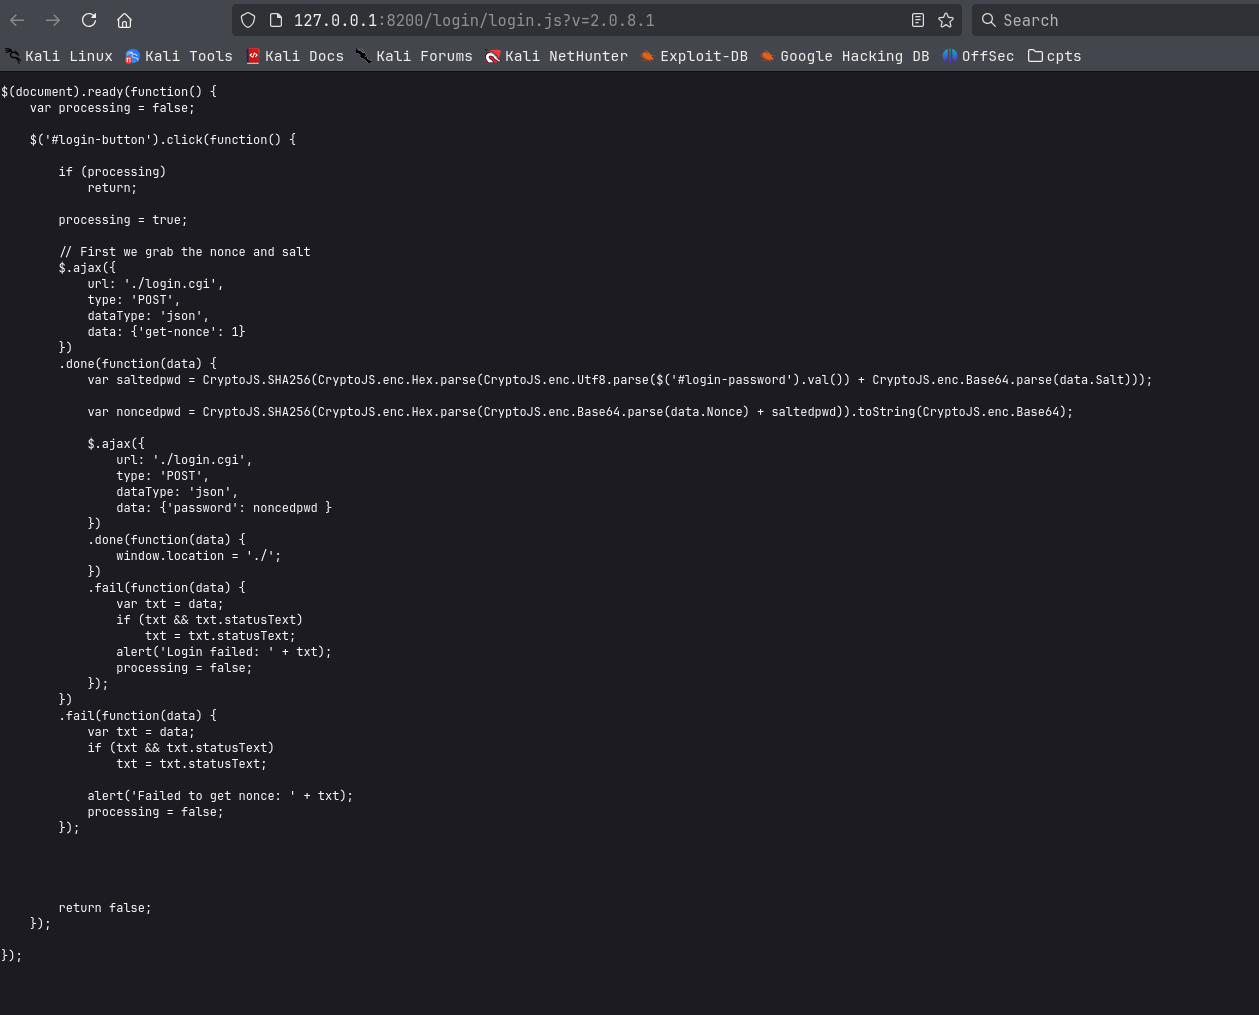 127.0.0.1:8200/login/login.js?v=2.0.8.1
Search
Kali Linux Kali Tools Kali Docs Kali Forums Kali NetHunter Exploit-DB Google Hacking DB OffSec cpts
$(document).ready(function() {
    var processing = false;

    $('#login-button').click(function() {

        if (processing)
            return;

        processing = true;

        // First we grab the nonce and salt
        $.ajax({
            url: './login.cgi',
            type: 'POST',
            dataType: 'json',
            data: {'get-nonce': 1}
        })
        .done(function(data) {
            var saltedpwd = CryptoJS.SHA256(CryptoJS.enc.Hex.parse(CryptoJS.enc.Utf8.parse($('#login-password').val()) + CryptoJS.enc.Base64.parse(data.Salt)));

            var noncedpwd = CryptoJS.SHA256(CryptoJS.enc.Hex.parse(CryptoJS.enc.Base64.parse(data.Nonce) + saltedpwd)).toString(CryptoJS.enc.Base64);

            $.ajax({
                url: './login.cgi',
                type: 'POST',
                dataType: 'json',
                data: {'password': noncedpwd }
            })
            .done(function(data) {
                window.location = './';
            })
            .fail(function(data) {
                var txt = data;
                if (txt && txt.statusText)
                    txt = txt.statusText;
                alert('Login failed: ' + txt);
                processing = false;
            });
        })
        .fail(function(data) {
            var txt = data;
            if (txt && txt.statusText)
                txt = txt.statusText;

            alert('Failed to get nonce: ' + txt);
            processing = false;
        });

        return false;
    });

});